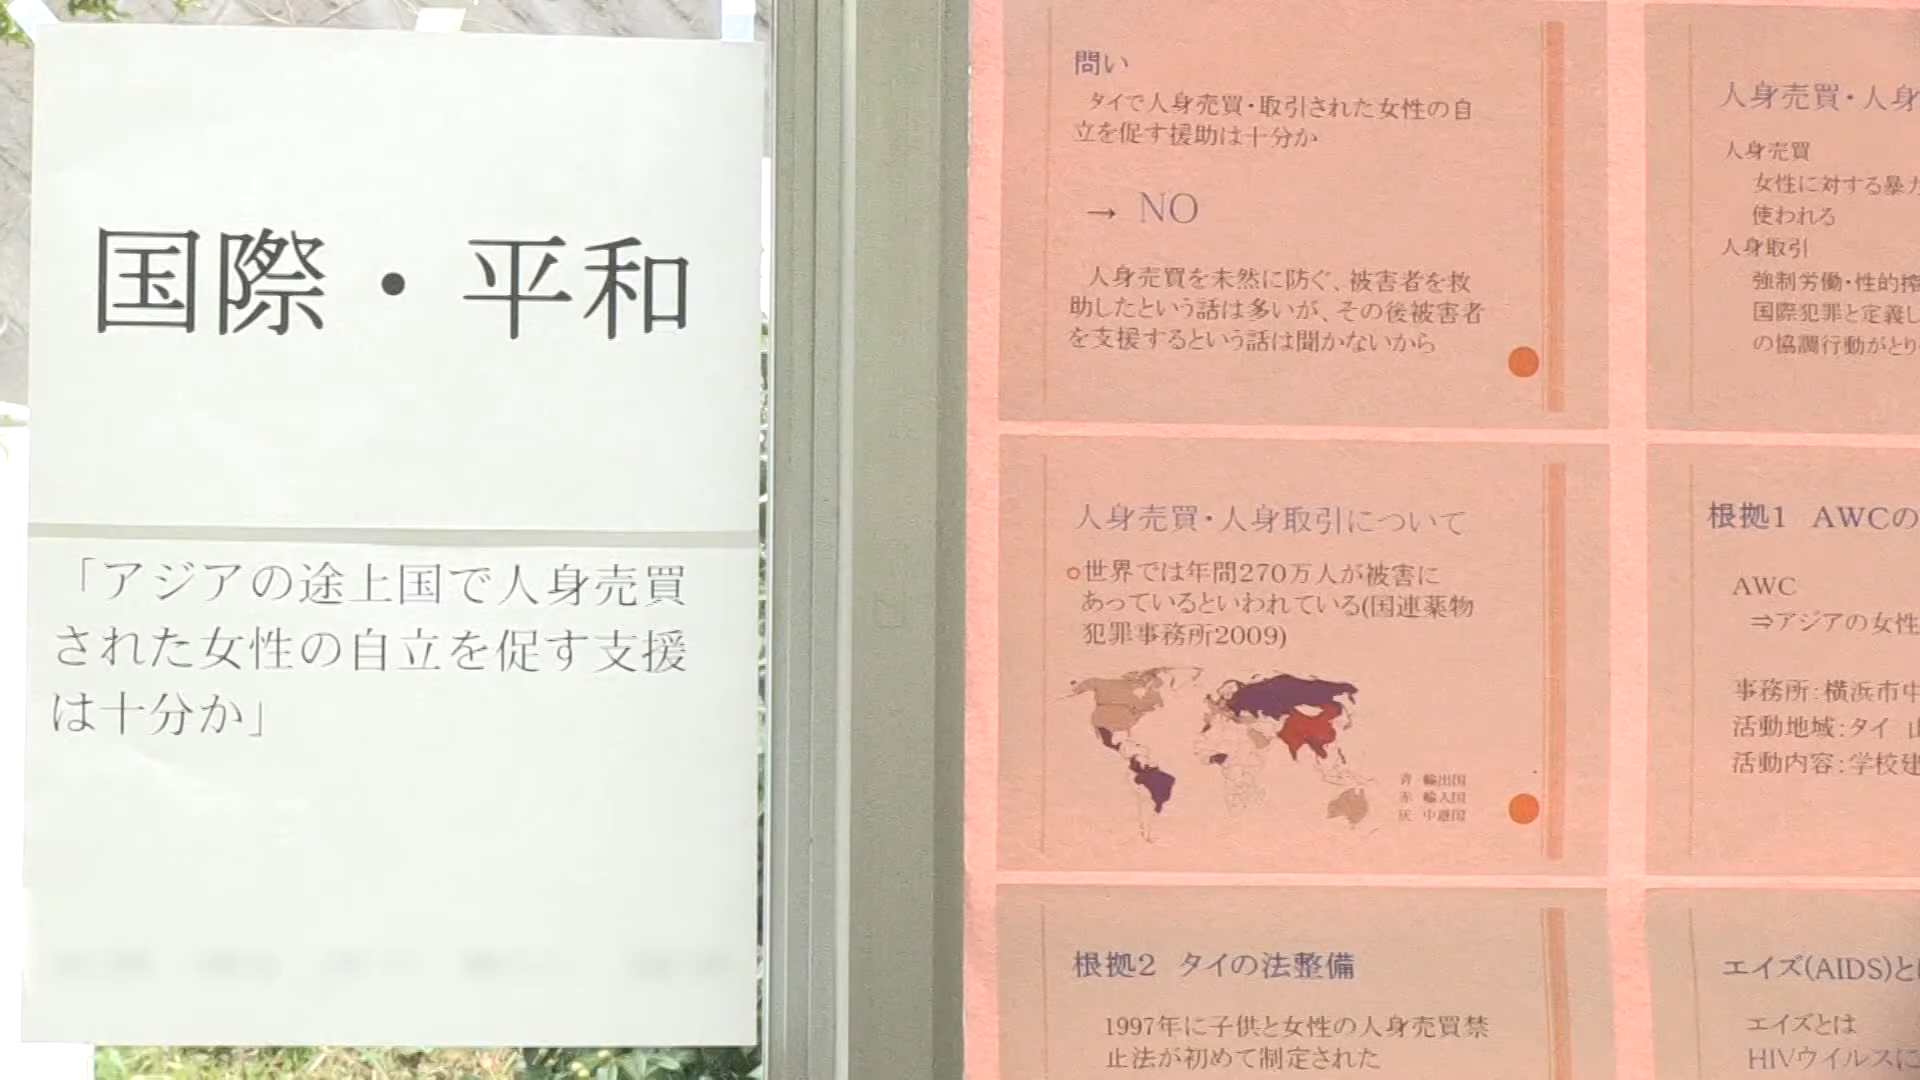 国際・平和
「アジアの途上国で人身売買
された女性の自立を促す支援
は十分か」
問い
タイで人身売買・取引された女性の自
立を促す援助は十分か
→ NO
人身売買を未然に防ぐ、被害者を救
助したという話は多いが、その後被害者
を支援するという話は聞かないから
人身売買・人身取引について
世界では年間270万人が被害に
あっているといわれている(国連薬物
犯罪事務所2009)
青 輸出国
赤 輸入国
灰 中継国
根拠2 タイの法整備
1997年に子供と女性の人身売買禁
止法が初めて制定された
人身売買・人身
人身売買
女性に対する暴力
使われる
人身取引
強制労働・性的搾
国際犯罪と定義し
の協調行動がとり
根拠1 AWCの
AWC
⇒アジアの女性
事務所:横浜市中
活動地域:タイ 山
活動内容:学校建
エイズ(AIDS)と
エイズとは
HIVウイルスに